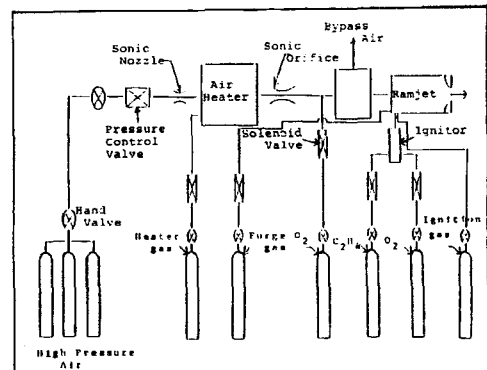 Bypass
Air
Sonic
Nozzle
Sonic
Orifice
Air
Heater
Ramjet
Pressure
Control
Valve
Solenoid
Valve
Ignitor
Hand
Valve
Heater
gas
Purge gas
O2
C2H4
O2
Ignition
gas
High Pressure
Air